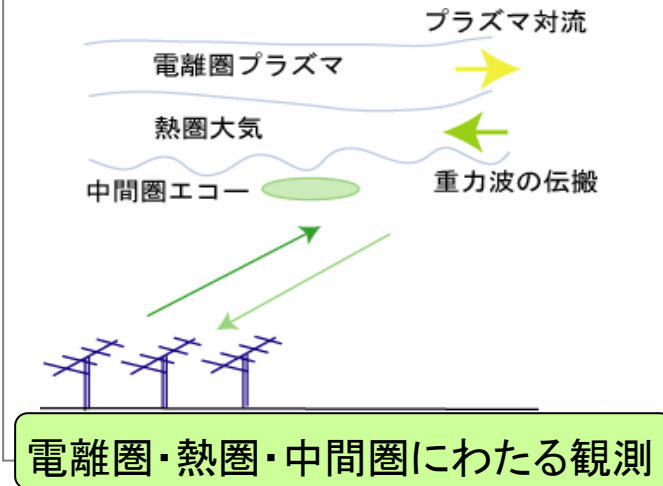 プラズマ対流
電離圏プラズマ
熱圏大気
中間圏エコー
重力波の伝搬
電離圏・熱圏・中間圏にわたる観測